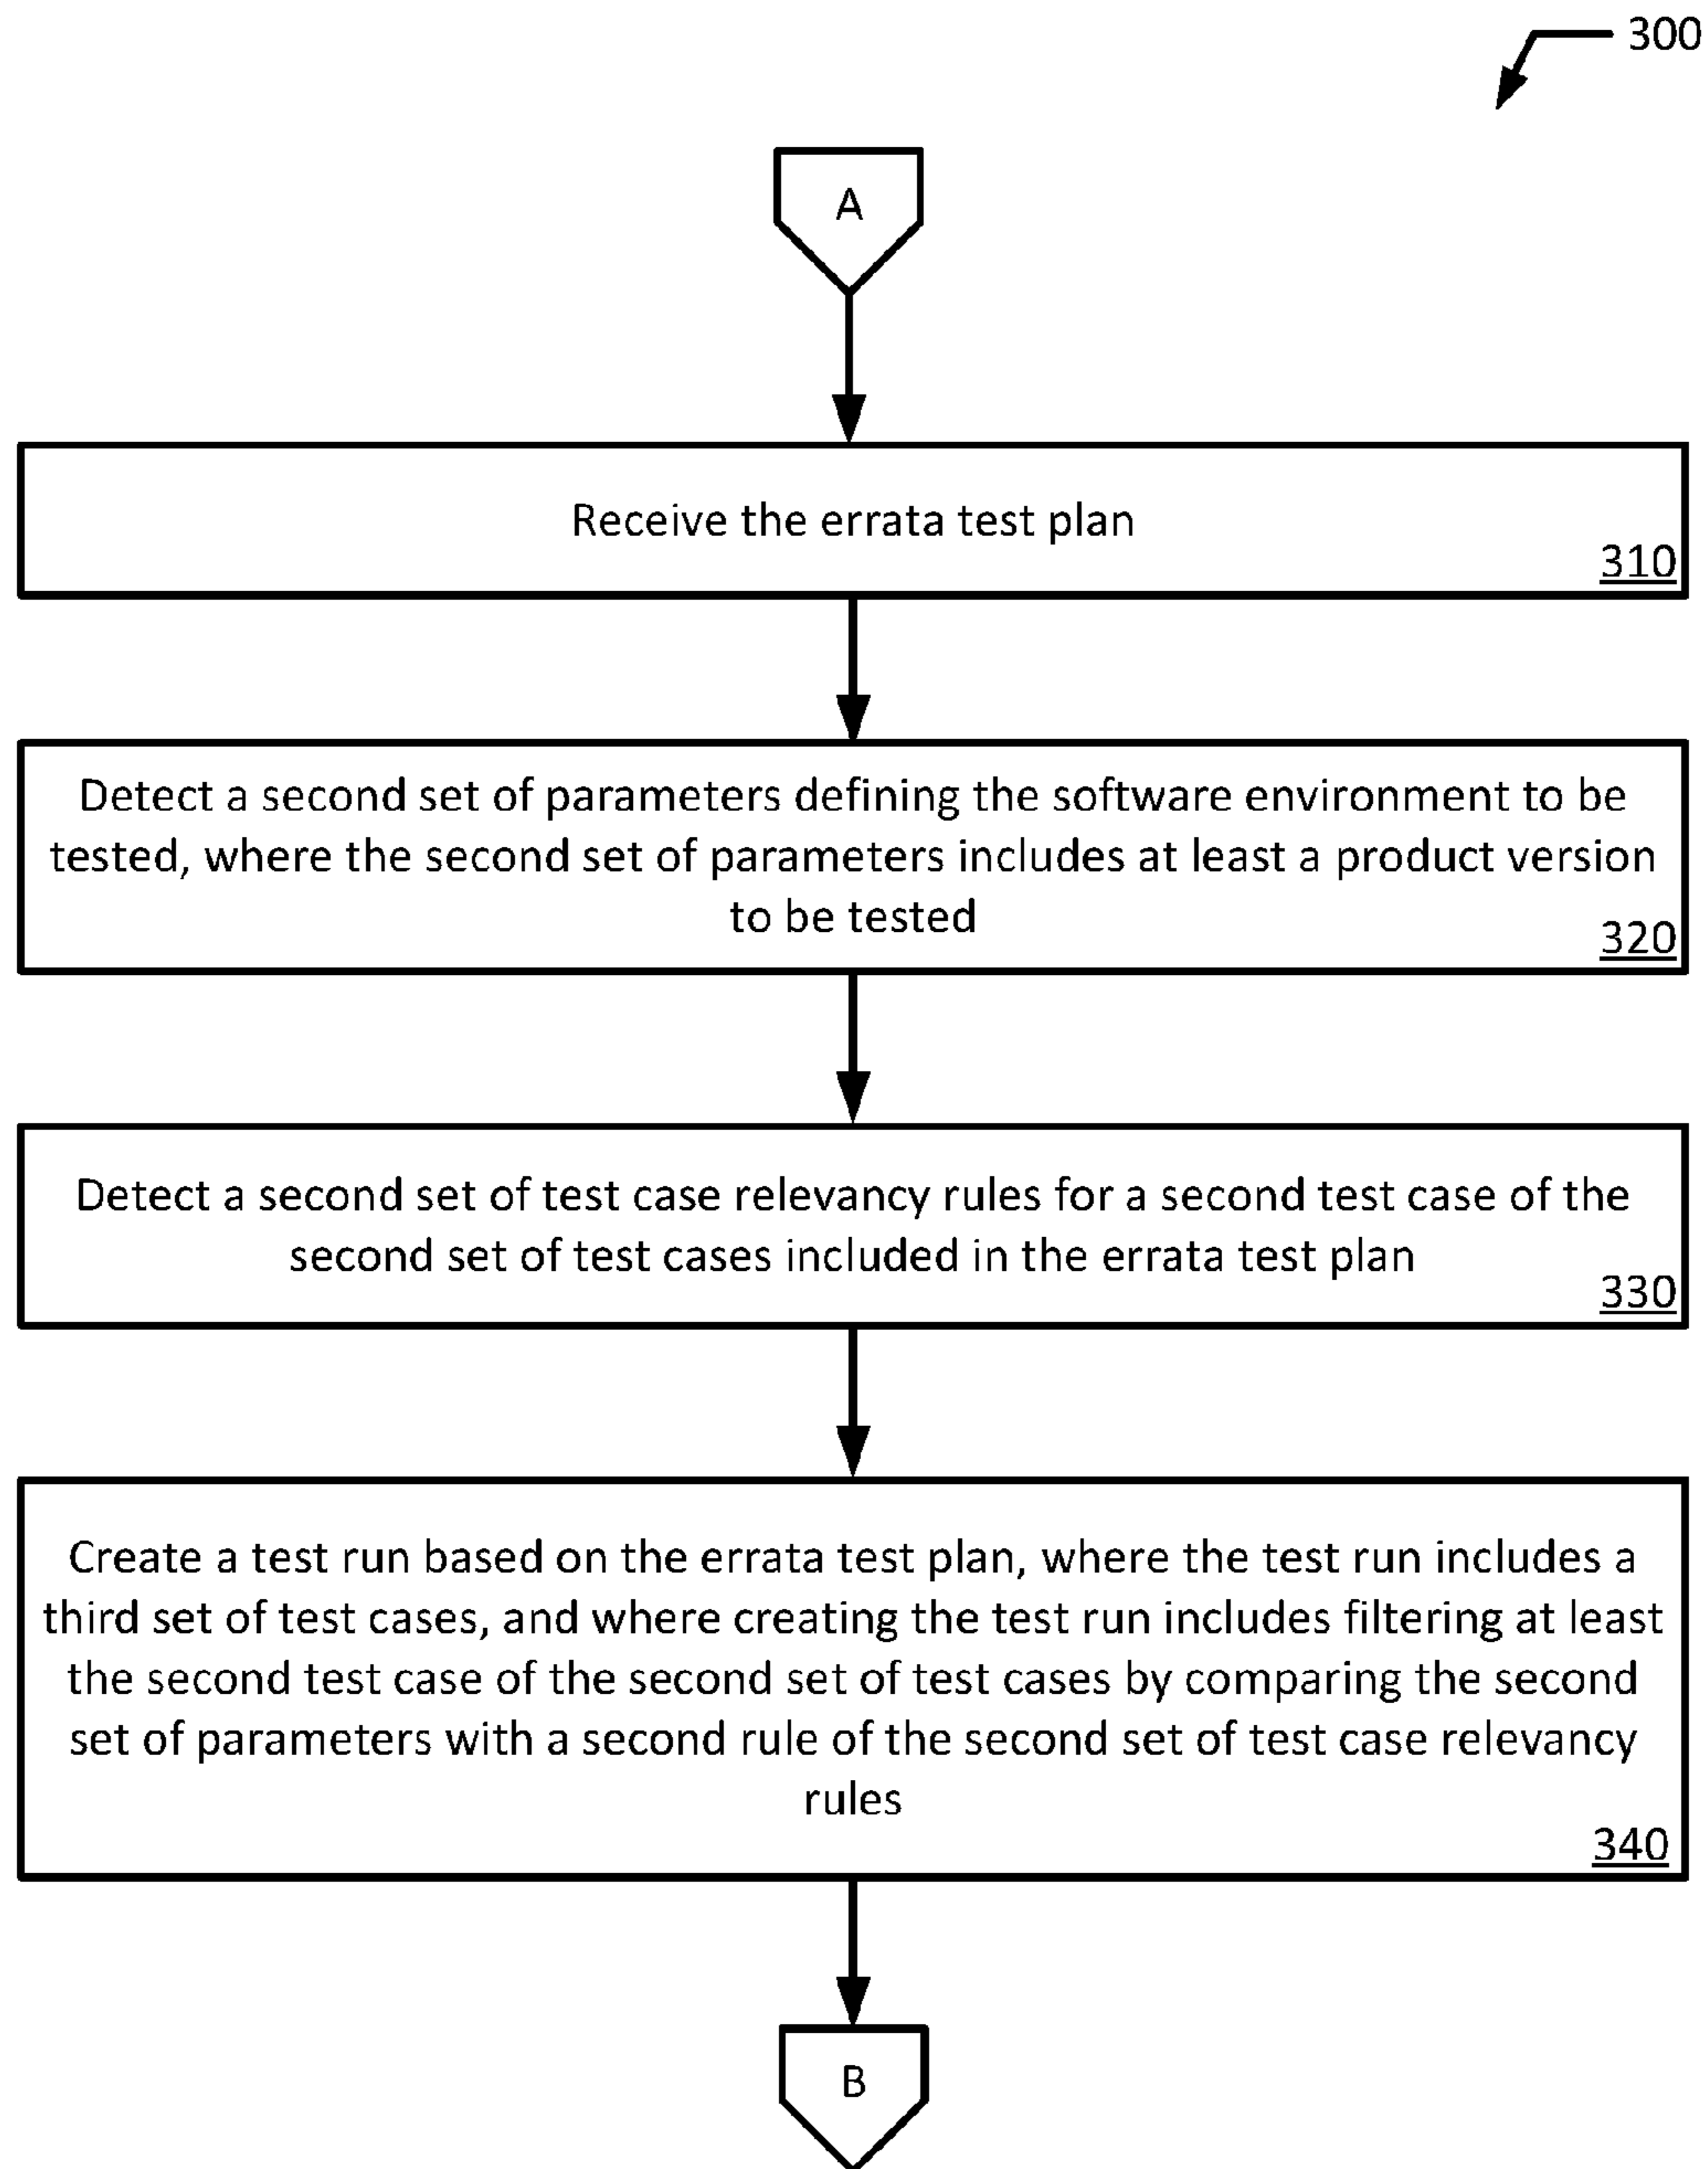 300
A
Receive the errata test plan
310
Detect a second set of parameters defining the software environment to be
tested, where the second set of parameters includes at least a product version
to be tested
320
Detect a second set of test case relevancy rules for a second test case of the
second set of test cases included in the errata test plan
330
Create a test run based on the errata test plan, where the test run includes a
third set of test cases, and where creating the test run includes filtering at least
the second test case of the second set of test cases by comparing the second
set of parameters with a second rule of the second set of test case relevancy
rules
340
B